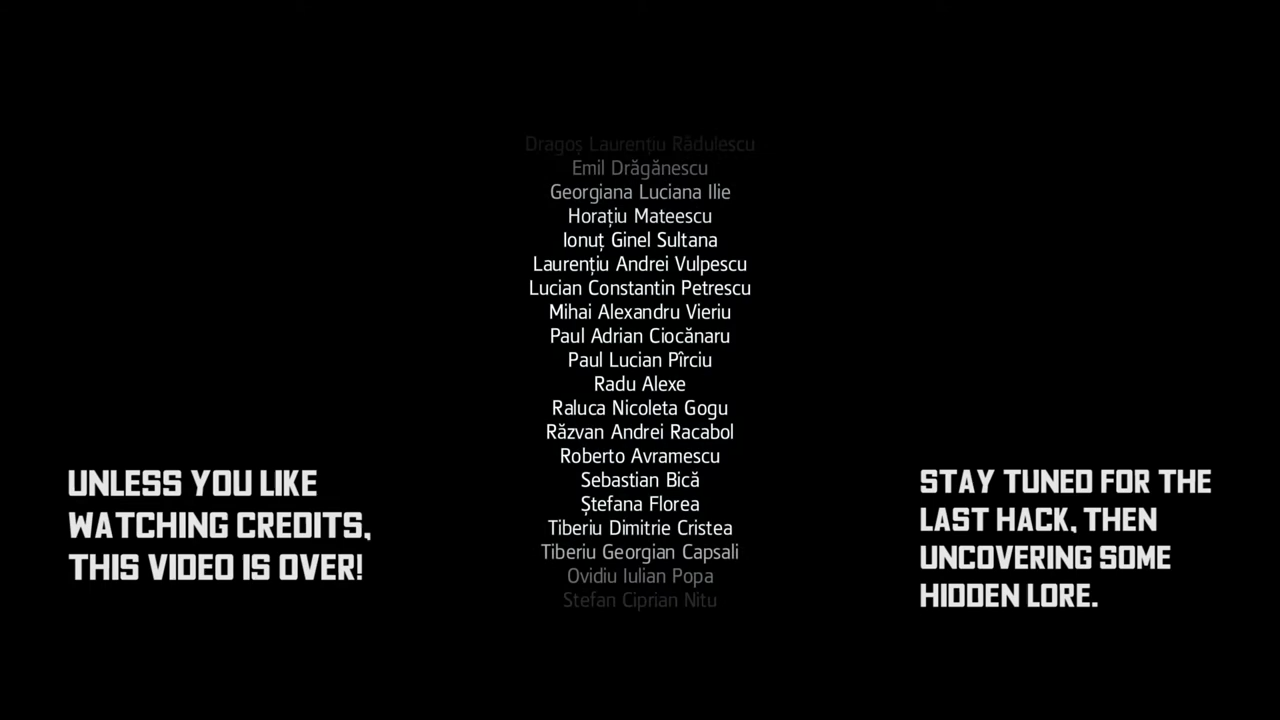 Dragoș Laurențiu Rădulescu
Emil Drăgănescu
Georgiana Luciana Ilie
Horațiu Mateescu
Ionuț Ginel Sultana
Laurențiu Andrei Vulpescu
Lucian Constantin Petrescu
Mihai Alexandru Vieriu
Paul Adrian Ciocănaru
Paul Lucian Pîrciu
Radu Alexe
Raluca Nicoleta Gogu
Răzvan Andrei Racabol
Roberto Avramescu
Sebastian Bică
Ștefana Florea
Tiberiu Dimitrie Cristea
Tiberiu Georgian Capsali
Ovidiu Iulian Popa
Stefan Ciprian Nitu
UNLESS YOU LIKE
WATCHING CREDITS,
THIS VIDEO IS OVER!
STAY TUNED FOR THE
LAST HACK, THEN
UNCOVERING SOME
HIDDEN LORE.